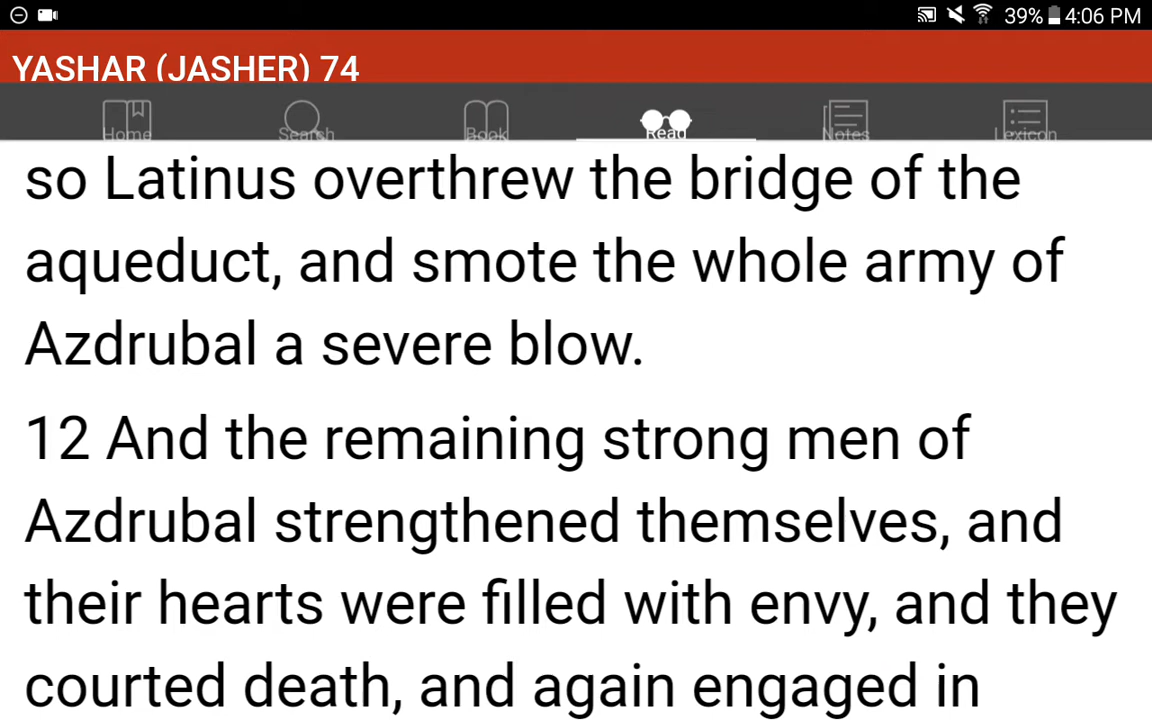 39% 4:06 PM
YASHAR (JASHER) 74
Home Search Book Read Notes Lexicon
so Latinus overthrew the bridge of the
aqueduct, and smote the whole army of
Azdrubal a severe blow.
12 And the remaining strong men of
Azdrubal strengthened themselves, and
their hearts were filled with envy, and they
courted death, and again engaged in